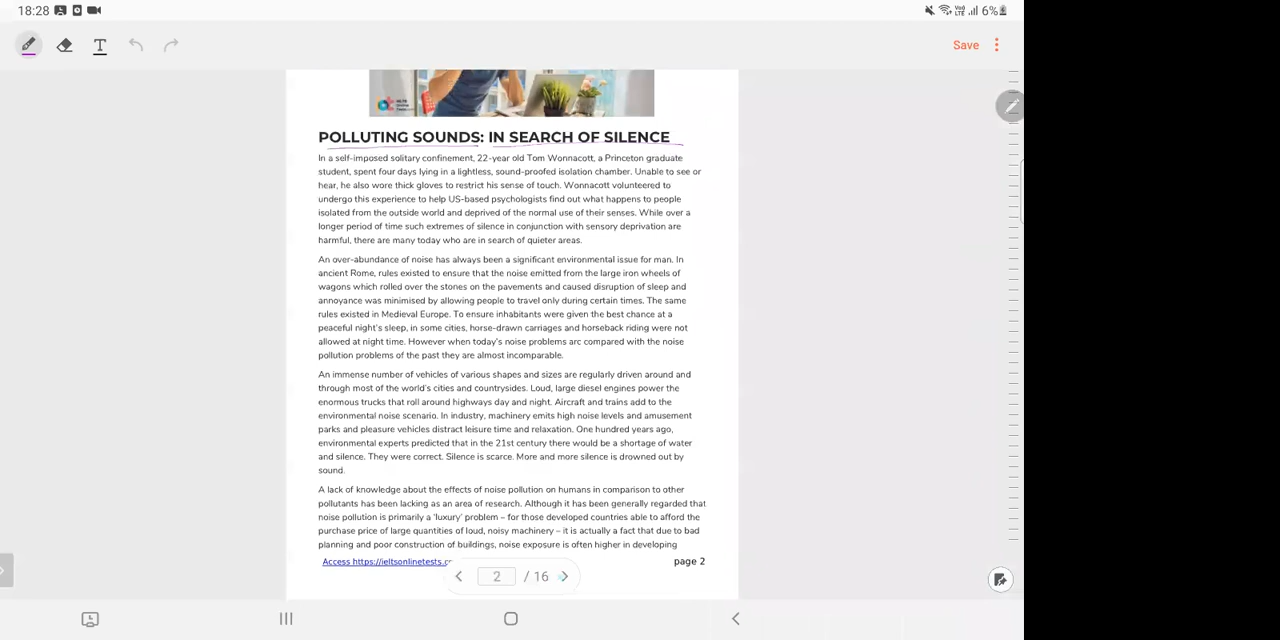 18:28
6%
Save
POLLUTING SOUNDS: IN SEARCH OF SILENCE
In a self-imposed solitary confinement, 22-year old Tom Wonnacott, a Princeton graduate
student, spent four days lying in a lightless, sound-proofed isolation chamber. Unable to see or
hear, he also wore thick gloves to restrict his sense of touch. Wonnacott volunteered to
undergo this experience to help US-based psychologists find out what happens to people
isolated from the outside world and deprived of the normal use of their senses. While over a
longer period of time such extremes of silence in conjunction with sensory deprivation are
harmful, there are many today who are in search of quieter areas.
An over-abundance of noise has always been a significant environmental issue for man. In
ancient Rome, rules existed to ensure that the noise emitted from the large iron wheels of
wagons which rolled over the stones on the pavements and caused disruption of sleep and
annoyance was minimised by allowing people to travel only during certain times. The same
rules existed in Medieval Europe. To ensure inhabitants were given the best chance at a
peaceful night's sleep, in some cities, horse-drawn carriages and horseback riding were not
allowed at night time. However when today's noise problems arc compared with the noise
pollution problems of the past they are almost incomparable.
An immense number of vehicles of various shapes and sizes are regularly driven around and
through most of the world's cities and countrysides. Loud, large diesel engines power the
enormous trucks that roll around highways day and night. Aircraft and trains add to the
environmental noise scenario. In industry, machinery emits high noise levels and amusement
parks and pleasure vehicles distract leisure time and relaxation. One hundred years ago,
environmental experts predicted that in the 21st century there would be a shortage of water
and silence. They were correct. Silence is scarce. More and more silence is drowned out by
sound.
A lack of knowledge about the effects of noise pollution on humans in comparison to other
pollutants has been lacking as an area of research. Although it has been generally regarded that
noise pollution is primarily a 'luxury' problem – for those developed countries able to afford the
purchase price of large quantities of loud, noisy machinery – it is actually a fact that due to bad
planning and poor construction of buildings, noise exposure is often higher in developing
Access https://ieltsonlinetests.c
page 2
2 / 16